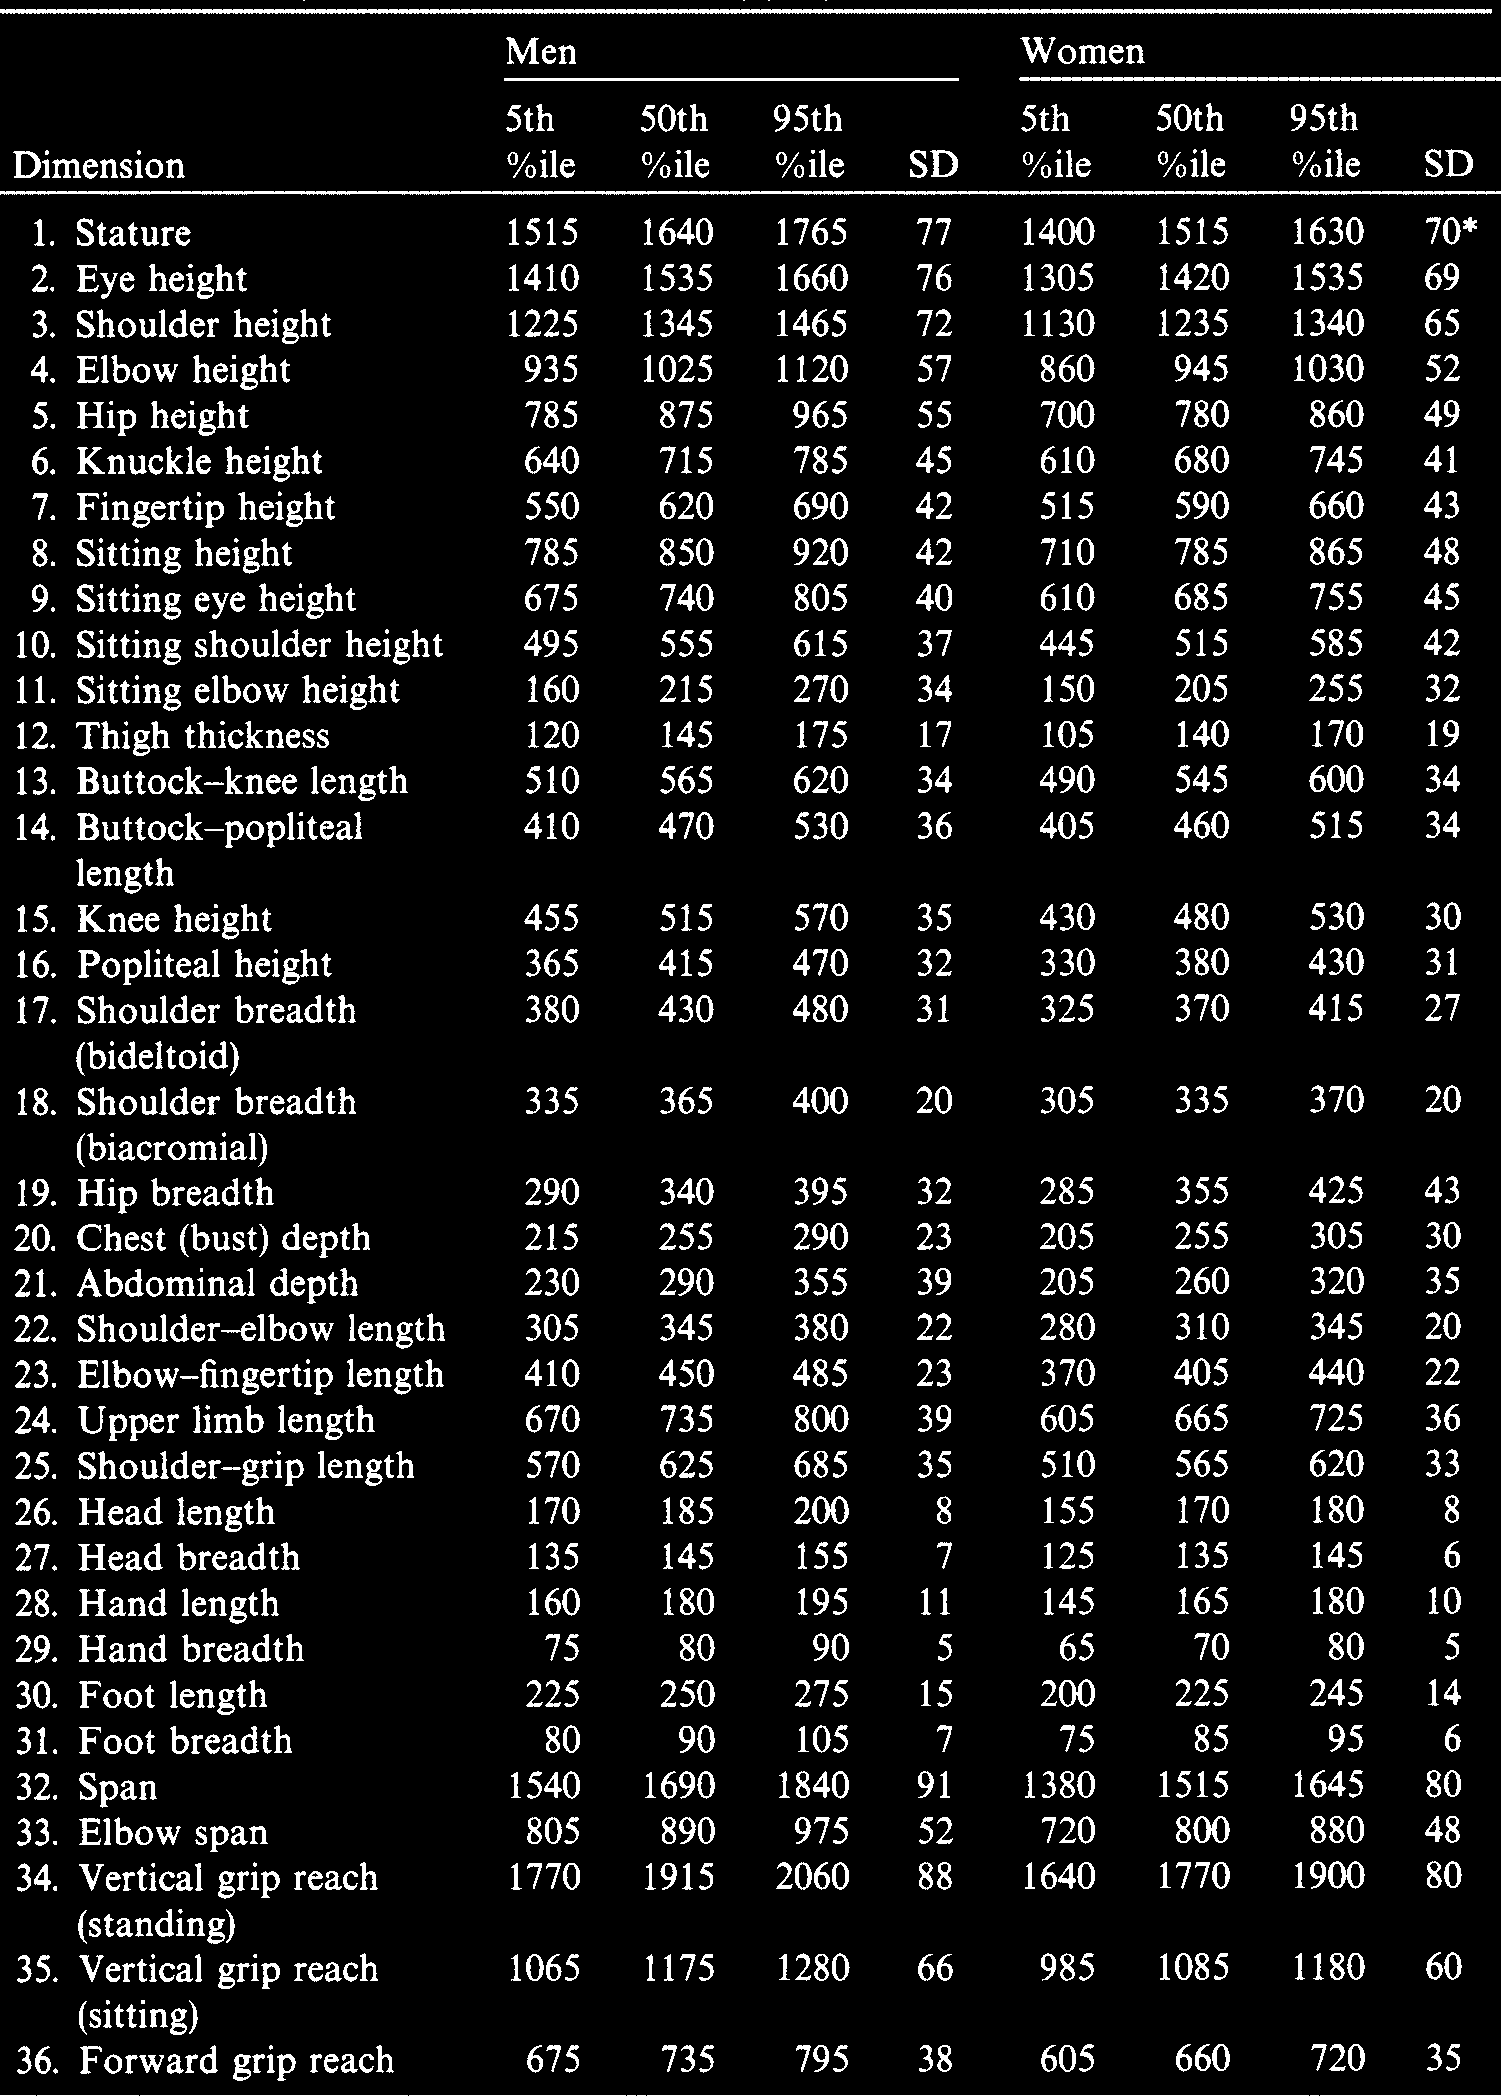 Men Women
5th 50th 95th 5th 50th 95th
Dimension %ile %ile %ile SD %ile %ile %ile SD
1. Stature 1515 1640 1765 77 1400 1515 1630 70*
2. Eye height 1410 1535 1660 76 1305 1420 1535 69
3. Shoulder height 1225 1345 1465 72 1130 1235 1340 65
4. Elbow height 935 1025 1120 57 860 945 1030 52
5. Hip height 785 875 965 55 700 780 860 49
6. Knuckle height 640 715 785 45 610 680 745 41
7. Fingertip height 550 620 690 42 515 590 660 43
8. Sitting height 785 850 920 42 710 785 865 48
9. Sitting eye height 675 740 805 40 610 685 755 45
10. Sitting shoulder height 495 555 615 37 445 515 585 42
11. Sitting elbow height 160 215 270 34 150 205 255 32
12. Thigh thickness 120 145 175 17 105 140 170 19
13. Buttock–knee length 510 565 620 34 490 545 600 34
14. Buttock–popliteal 410 470 530 36 405 460 515 34
length
15. Knee height 455 515 570 35 430 480 530 30
16. Popliteal height 365 415 470 32 330 380 430 31
17. Shoulder breadth 380 430 480 31 325 370 415 27
(bideltoid)
18. Shoulder breadth 335 365 400 20 305 335 370 20
(biacromial)
19. Hip breadth 290 340 395 32 285 355 425 43
20. Chest (bust) depth 215 255 290 23 205 255 305 30
21. Abdominal depth 230 290 355 39 205 260 320 35
22. Shoulder–elbow length 305 345 380 22 280 310 345 20
23. Elbow–fingertip length 410 450 485 23 370 405 440 22
24. Upper limb length 670 735 800 39 605 665 725 36
25. Shoulder–grip length 570 625 685 35 510 565 620 33
26. Head length 170 185 200 8 155 170 180 8
27. Head breadth 135 145 155 7 125 135 145 6
28. Hand length 160 180 195 11 145 165 180 10
29. Hand breadth 75 80 90 5 65 70 80 5
30. Foot length 225 250 275 15 200 225 245 14
31. Foot breadth 80 90 105 7 75 85 95 6
32. Span 1540 1690 1840 91 1380 1515 1645 80
33. Elbow span 805 890 975 52 720 800 880 48
34. Vertical grip reach 1770 1915 2060 88 1640 1770 1900 80
(standing)
35. Vertical grip reach 1065 1175 1280 66 985 1085 1180 60
(sitting)
36. Forward grip reach 675 735 795 38 605 660 720 35